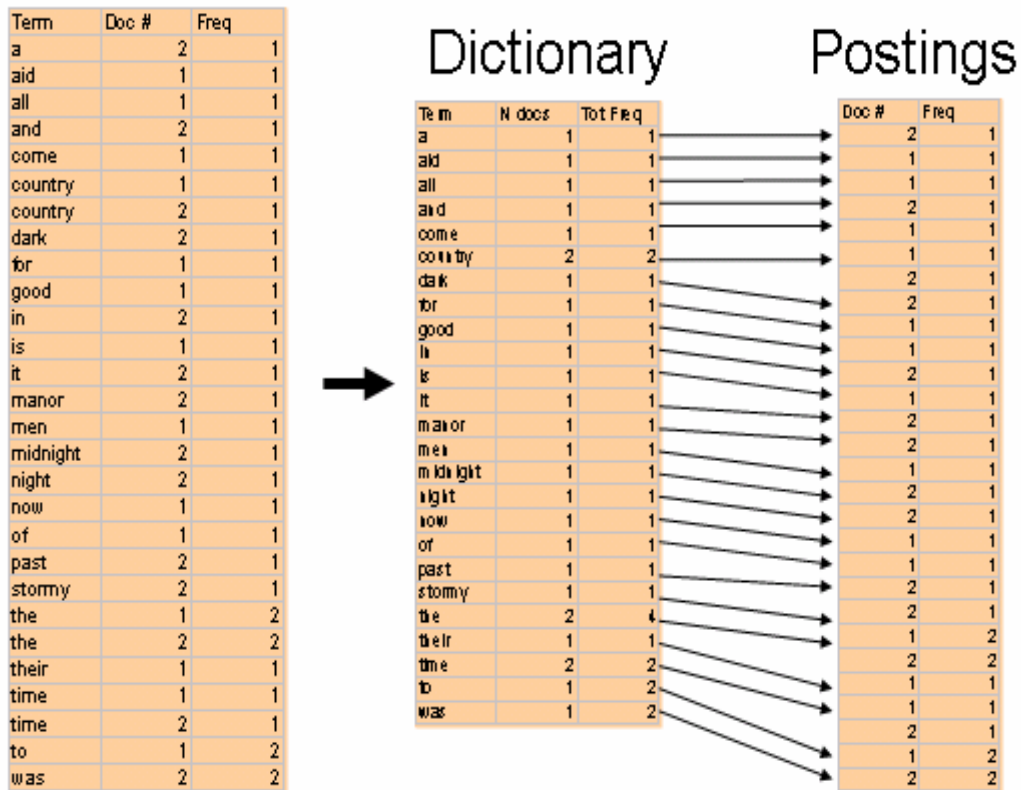 Term Doc # Freq
a 2 1
aid 1 1
all 1 1
and 2 1
come 1 1
country 1 1
country 2 1
dark 2 1
for 1 1
good 1 1
in 2 1
is 1 1
it 2 1
manor 2 1
men 1 1
midnight 2 1
night 2 1
now 1 1
of 1 1
past 2 1
stormy 2 1
the 1 2
the 2 2
their 1 1
time 1 1
time 2 1
to 1 2
was 2 2
Dictionary
Term N docs Tot Freq
a 1 1
aid 1 1
all 1 1
and 1 1
come 1 1
country 2 2
dark 1 1
for 1 1
good 1 1
in 1 1
is 1 1
it 1 1
manor 1 1
men 1 1
midnight 1 1
night 1 1
now 1 1
of 1 1
past 1 1
stormy 1 1
the 2 4
their 1 1
time 2 2
to 1 2
was 1 2
Postings
Doc # Freq
2 1
1 1
1 1
2 1
1 1
1 1
2 1
2 1
1 1
1 1
2 1
1 1
2 1
2 1
1 1
2 1
2 1
1 1
1 1
2 1
2 1
1 2
2 2
1 1
1 1
2 1
1 2
2 2